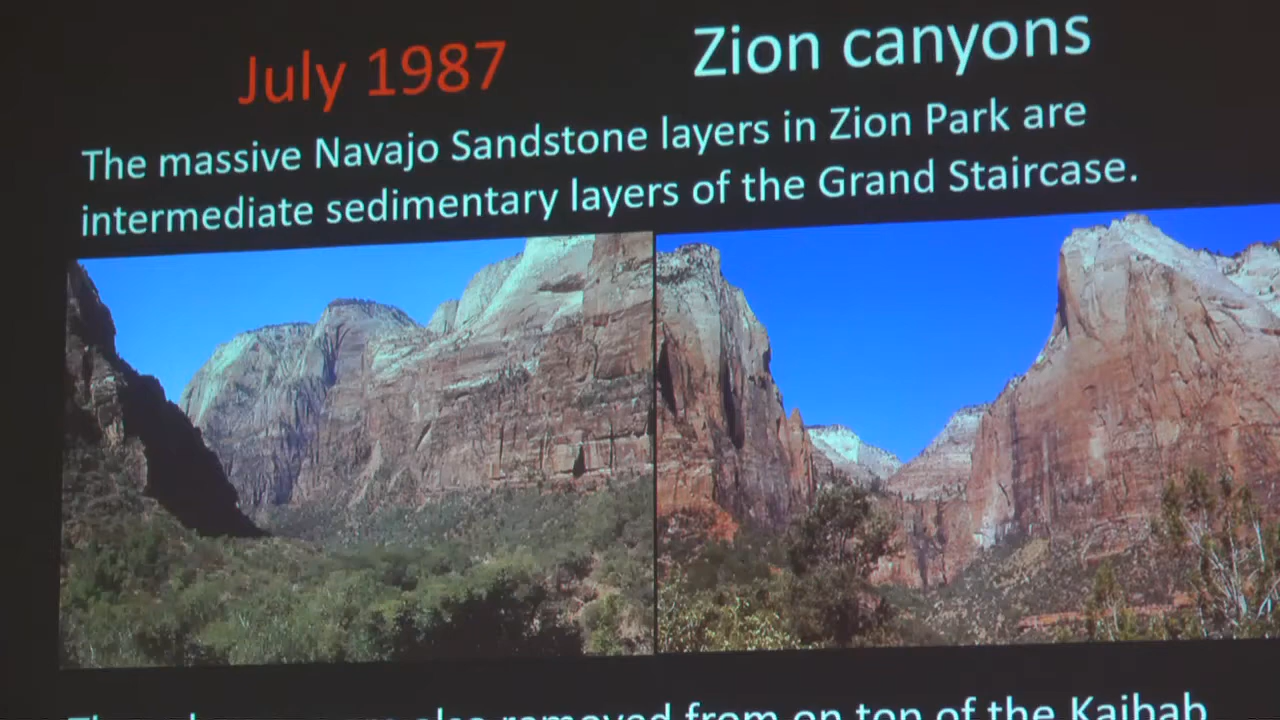 July 1987
Zion canyons
The massive Navajo Sandstone layers in Zion Park are
intermediate sedimentary layers of the Grand Staircase.
also removed from on top of the Kaibab